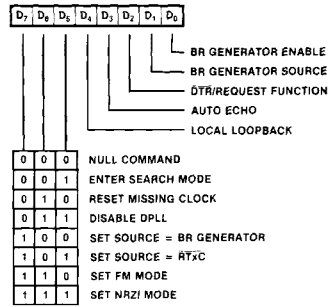 D7 D6 D5 D4 D3 D2 D1 D0
BR GENERATOR ENABLE
BR GENERATOR SOURCE
D̅T̅R̅/REQUEST FUNCTION
AUTO ECHO
LOCAL LOOPBACK
0 0 0 NULL COMMAND
0 0 1 ENTER SEARCH MODE
0 1 0 RESET MISSING CLOCK
0 1 1 DISABLE DPLL
1 0 0 SET SOURCE = BR GENERATOR
1 0 1 SET SOURCE = R̅T̅x̅C̅
1 1 0 SET FM MODE
1 1 1 SET NRZI MODE